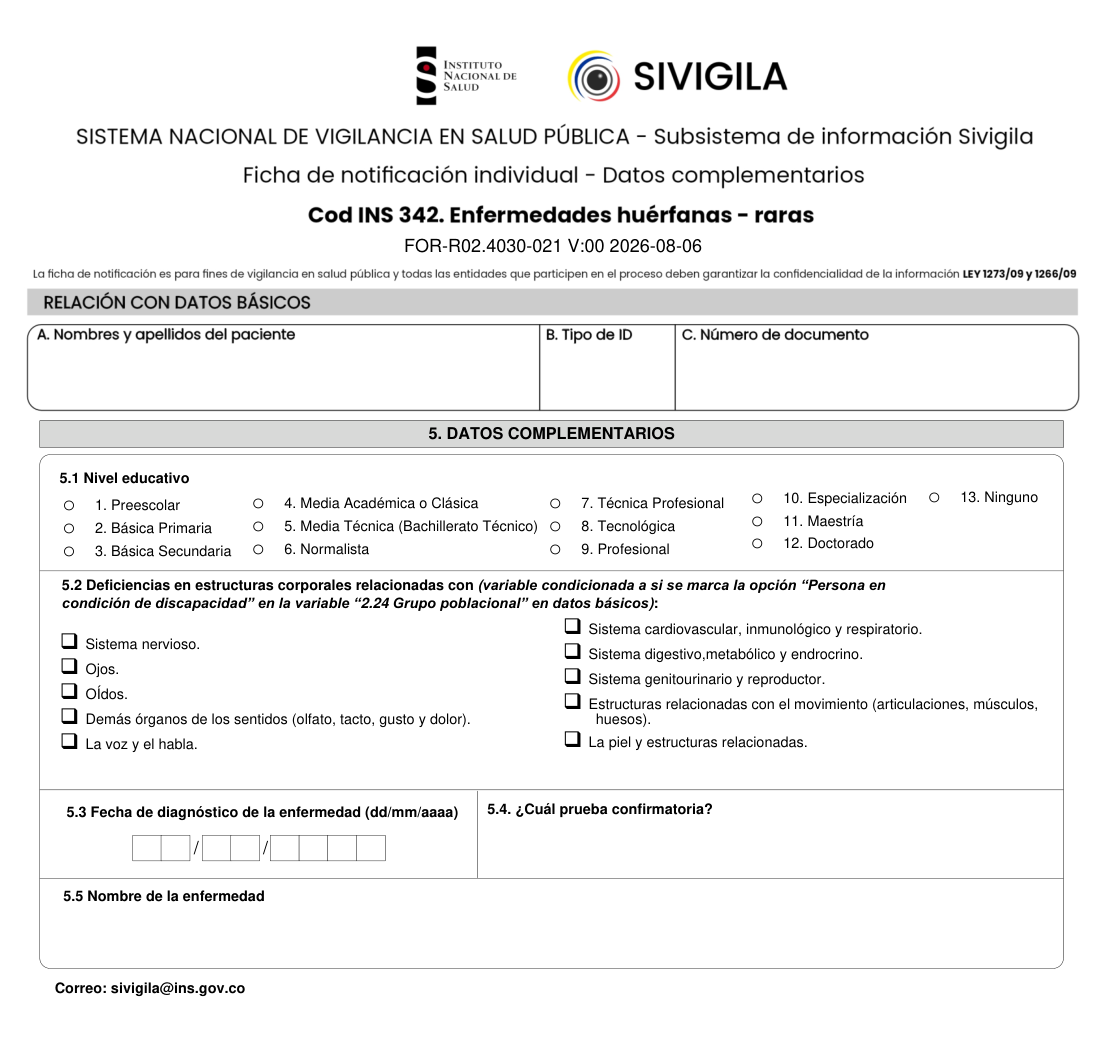 INSTITUTO
NACIONAL DE
SALUD
SIVIGILA
SISTEMA NACIONAL DE VIGILANCIA EN SALUD PÚBLICA - Subsistema de información Sivigila
Ficha de notificación individual - Datos complementarios
Cod INS 342. Enfermedades huérfanas - raras
FOR-R02.4030-021 V:00 2026-08-06
La ficha de notificación es para fines de vigilancia en salud pública y todas las entidades que participen en el proceso deben garantizar la confidencialidad de la información LEY 1273/09 y 1266/09
RELACIÓN CON DATOS BÁSICOS
A. Nombres y apellidos del paciente
B. Tipo de ID
C. Número de documento
5. DATOS COMPLEMENTARIOS
5.1 Nivel educativo
1. Preescolar
2. Básica Primaria
3. Básica Secundaria
4. Media Académica o Clásica
5. Media Técnica (Bachillerato Técnico)
6. Normalista
7. Técnica Profesional
8. Tecnológica
9. Profesional
10. Especialización
11. Maestría
12. Doctorado
13. Ninguno
5.2 Deficiencias en estructuras corporales relacionadas con (variable condicionada a si se marca la opción “Persona en
condición de discapacidad” en la variable “2.24 Grupo poblacional” en datos básicos):
Sistema nervioso.
Ojos.
OÍdos.
Demás órganos de los sentidos (olfato, tacto, gusto y dolor).
La voz y el habla.
Sistema cardiovascular, inmunológico y respiratorio.
Sistema digestivo,metabólico y endrocrino.
Sistema genitourinario y reproductor.
Estructuras relacionadas con el movimiento (articulaciones, músculos,
huesos).
La piel y estructuras relacionadas.
5.3 Fecha de diagnóstico de la enfermedad (dd/mm/aaaa)
/ /
5.4. ¿Cuál prueba confirmatoria?
5.5 Nombre de la enfermedad
Correo: sivigila@ins.gov.co